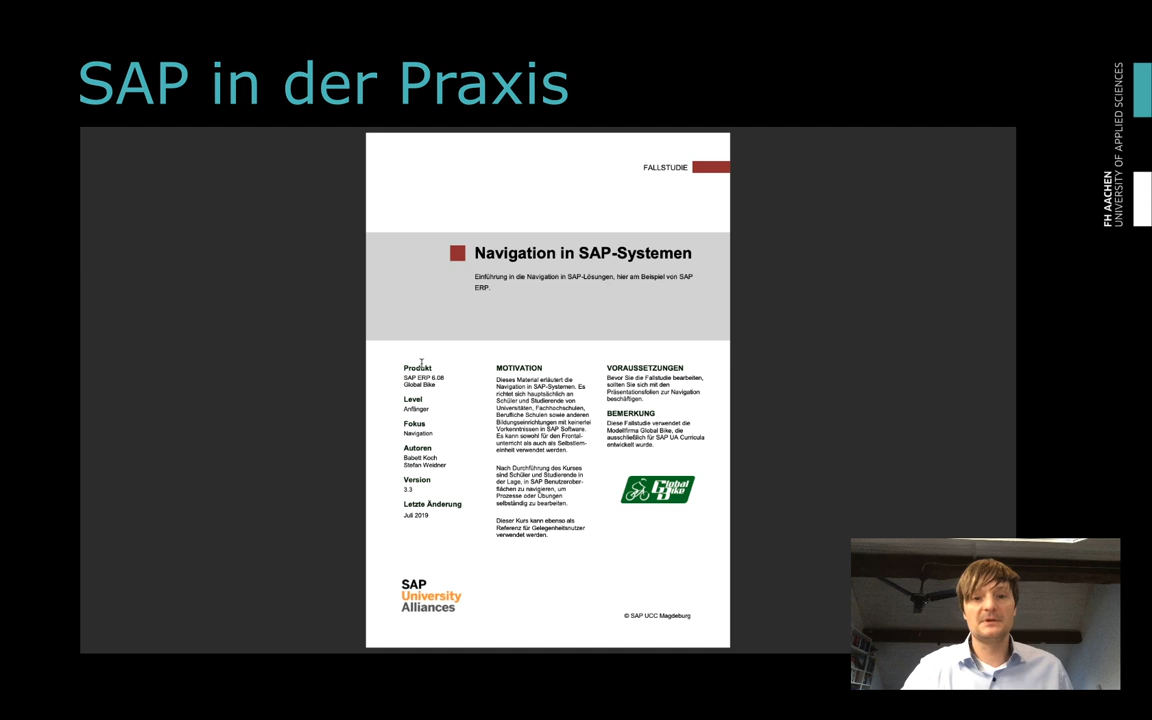 SAP in der Praxis
FH AACHEN
UNIVERSITY OF APPLIED SCIENCES
FALLSTUDIE
Navigation in SAP-Systemen
Einführung in die Navigation in SAP-Lösungen, hier am Beispiel von SAP
ERP.
Produkt
SAP ERP 6.08
Global Bike
Level
Anfänger
Fokus
Navigation
Autoren
Babett Koch
Stefan Weidner
Version
3.3
Letzte Änderung
Juli 2019
MOTIVATION
Dieses Material erläutert die
Navigation in SAP-Systemen. Es
richtet sich hauptsächlich an
Schüler und Studierende von
Universitäten, Fachhochschulen,
Berufliche Schulen sowie anderen
Bildungseinrichtungen mit keinerlei
Vorkenntnissen in SAP Software.
Es kann sowohl für den Frontal-
unterricht als auch als Selbstlern-
einheit verwendet werden.
Nach Durchführung des Kurses
sind Schüler und Studierende in
der Lage, in SAP Benutzerober-
flächen zu navigieren, um
Prozesse oder Übungen
selbständig zu bearbeiten.
Dieser Kurs kann ebenso als
Referenz für Gelegenheitsnutzer
verwendet werden.
VORAUSSETZUNGEN
Bevor Sie die Fallstudie bearbeiten,
sollten Sie sich mit den
Präsentationsfolien zur Navigation
beschäftigen.
BEMERKUNG
Diese Fallstudie verwendet die
Modellfirma Global Bike, die
ausschließlich für SAP UA Curricula
entwickelt wurde.
Global
Bike
SAP
University
Alliances
© SAP UCC Magdeburg